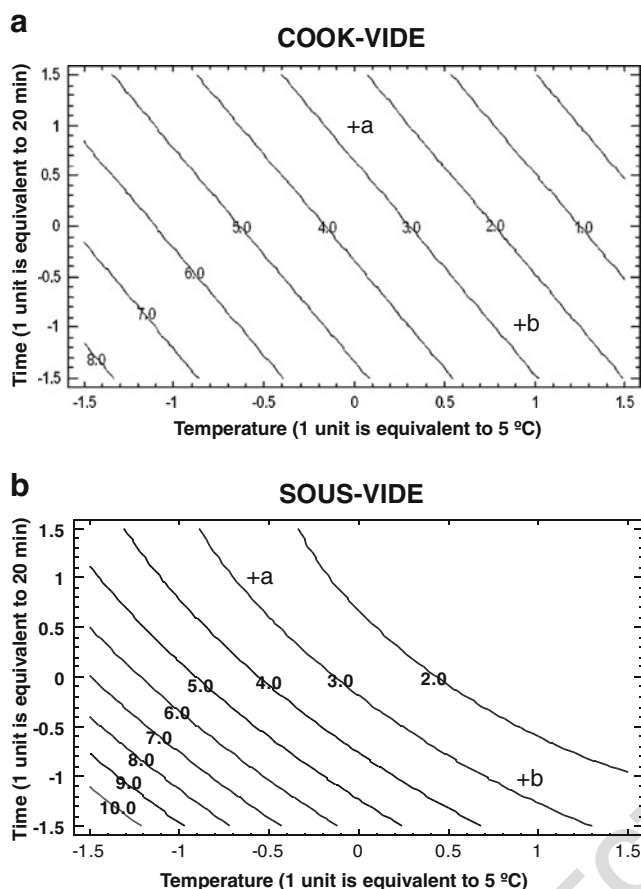 a
COOK-VIDE
Time (1 unit is equivalent to 20 min)
1.5
1
0.5
0
-0.5
-1
-1.5
+a
+b
8.0
7.0
6.0
5.0
4.0
3.0
2.0
1.0
-1.5 -1 -0.5 0 0.5 1 1.5
Temperature (1 unit is equivalent to 5 ºC)
b
SOUS-VIDE
Time (1 unit is equivalent to 20 min)
1.5
1
0.5
0
-0.5
-1
-1.5
+a
+b
10.0
9.0
8.0
7.0
6.0
5.0
4.0
3.0
2.0
-1.5 -1 -0.5 0 0.5 1 1.5
Temperature (1 unit is equivalent to 5 ºC)